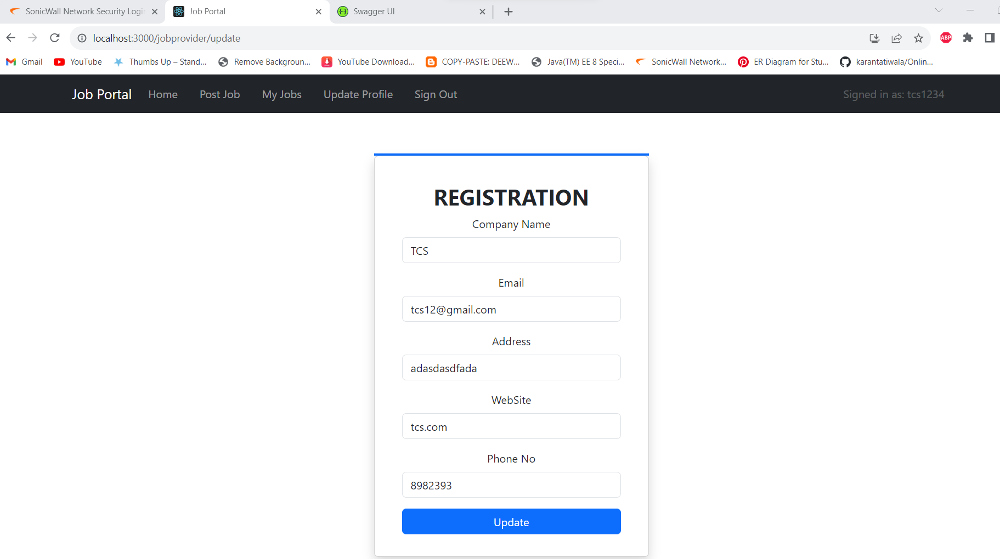 SonicWall Network Security Login
Job Portal
Swagger UI
localhost:3000/jobprovider/update
ABP
Gmail
YouTube
Thumbs Up – Stand...
Remove Backgroun...
YouTube Download...
COPY-PASTE: DEEW...
Java(TM) EE 8 Speci...
SonicWall Network...
ER Diagram for Stu...
karantatiwala/Onlin...
Job Portal
Home
Post Job
My Jobs
Update Profile
Sign Out
Signed in as: tcs1234
REGISTRATION
Company Name
TCS
Email
tcs12@gmail.com
Address
adasdasdfada
WebSite
tcs.com
Phone No
8982393
Update